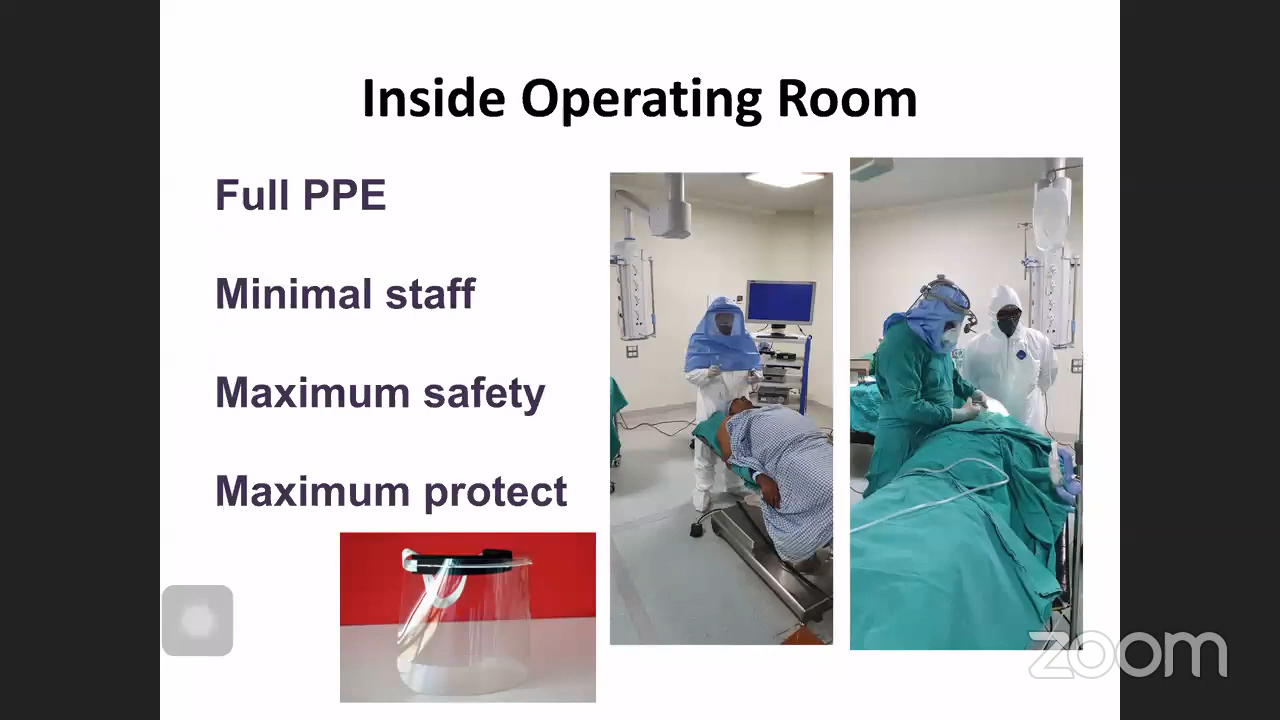 Inside Operating Room
Full PPE
Minimal staff
Maximum safety
Maximum protect
zoom